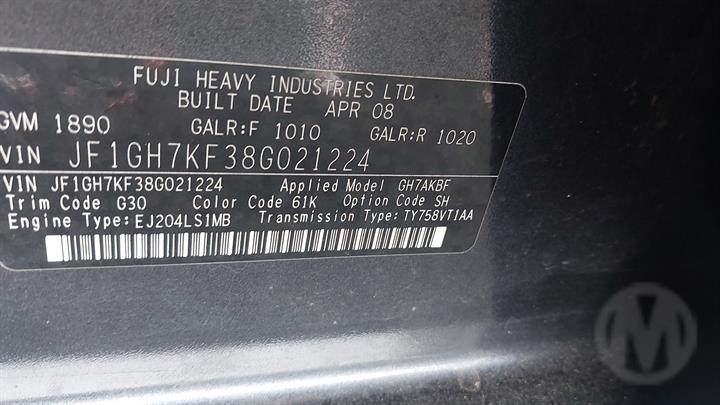 FUJI HEAVY INDUSTRIES LTD.
BUILT DATE APR 08
GVM 1890 GALR:F 1010 GALR:R 1020
VIN JF1GH7KF38G021224
VIN JF1GH7KF38G021224 Applied Model GH7AKBF
Trim Code G30 Color Code 61K Option Code SH
Engine Type:EJ204LS1MB Transmission Type:TY758VT1AA
M